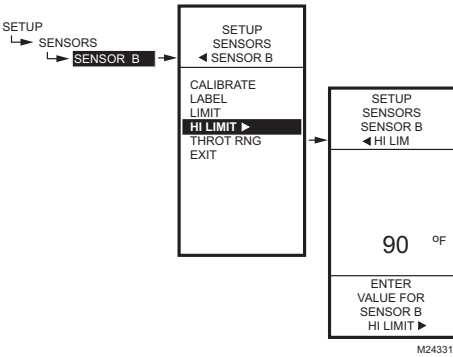 SETUP
SENSORS
SENSOR B
SETUP
SENSORS
◄ SENSOR B
CALIBRATE
LABEL
LIMIT
HI LIMIT ►
THROT RNG
EXIT
SETUP
SENSORS
SENSOR B
◄ HI LIM
90 °F
ENTER
VALUE FOR
SENSOR B
HI LIMIT ►
M24331